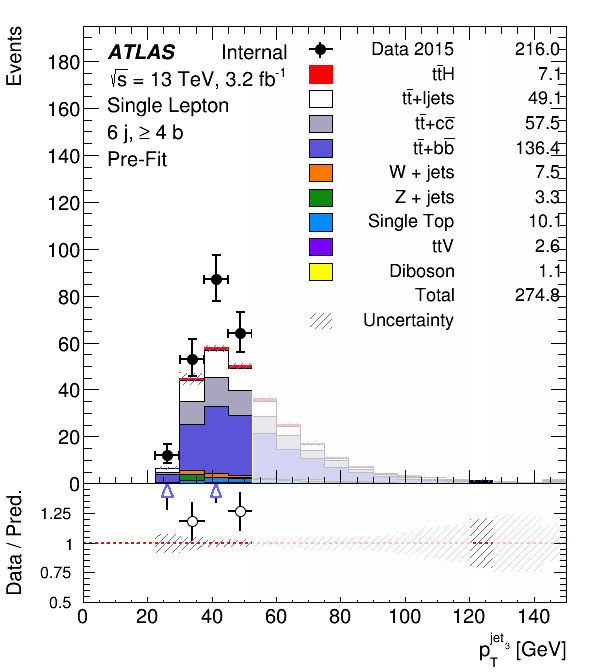 Events
180
160
140
120
100
80
60
40
20
0
ATLAS Internal
√s = 13 TeV, 3.2 fb⁻¹
Single Lepton
6 j, ≥ 4 b
Pre-Fit
Data 2015 216.0
tt̄H 7.1
tt̄+ljets 49.1
tt̄+cc̄ 57.5
tt̄+bb̄ 136.4
W + jets 7.5
Z + jets 3.3
Single Top 10.1
ttV 2.6
Diboson 1.1
Total 274.8
Uncertainty
Data / Pred.
1.25
1
0.75
0.5
0 20 40 60 80 100 120 140
p_T^{jet_3} [GeV]